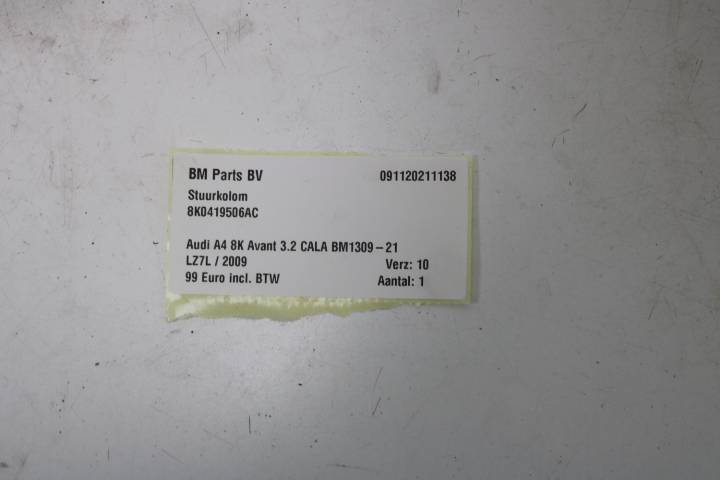 BM Parts BV 091120211138
Stuurkolom
8K0419506AC
Audi A4 8K Avant 3.2 CALA BM1309-21
LZ7L / 2009 Verz: 10
99 Euro incl. BTW Aantal: 1